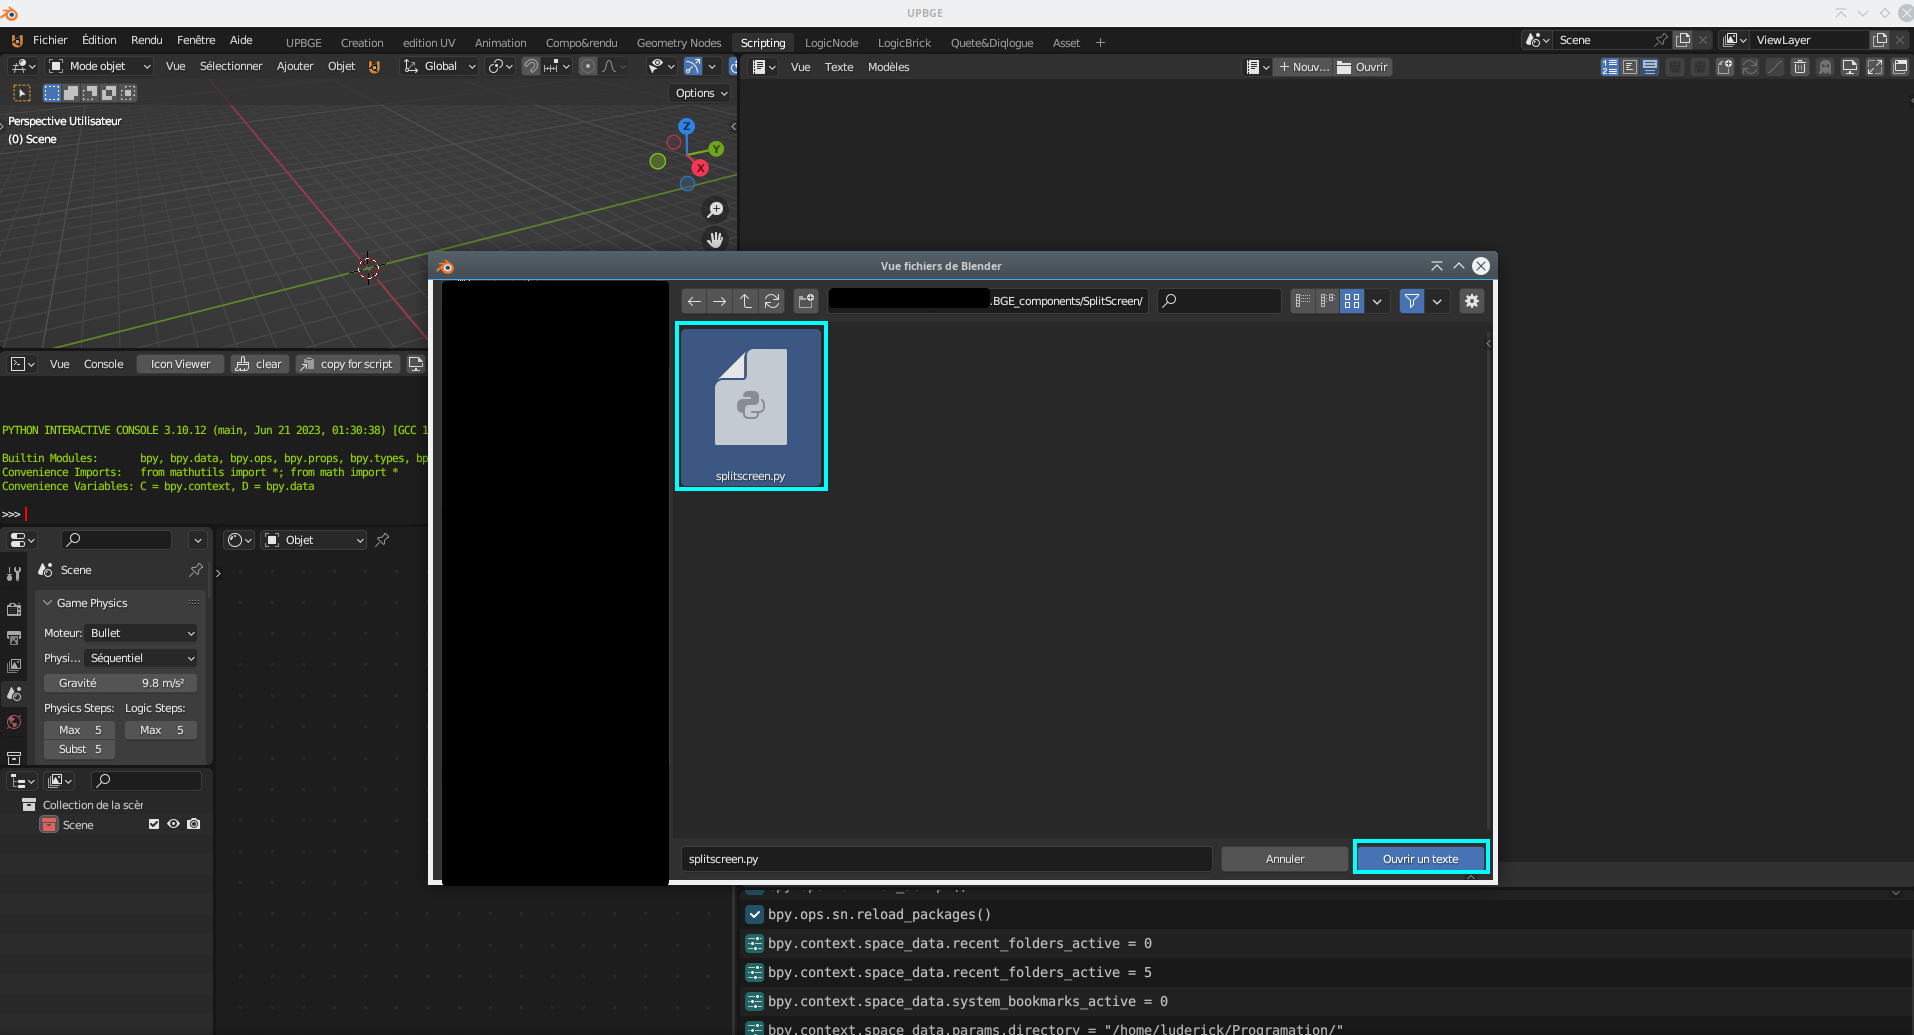 UPBGE
Fichier Édition Rendu Fenêtre Aide UPBGE Creation edition UV Animation Compo&rendu Geometry Nodes Scripting LogicNode LogicBrick Quete&Diqlogue Asset + Scene ViewLayer
Mode objet Vue Sélectionner Ajouter Objet Global Vue Texte Modèles + Nouv... Ouvrir
Options
Perspective Utilisateur
(0) Scene
Z
Y
X
Vue fichiers de Blender
.BGE_components/SplitScreen/
splitscreen.py
splitscreen.py Annuler Ouvrir un texte
Vue Console Icon Viewer clear copy for script
PYTHON INTERACTIVE CONSOLE 3.10.12 (main, Jun 21 2023, 01:30:38) [GCC 1
Builtin Modules: bpy, bpy.data, bpy.ops, bpy.props, bpy.types, bp
Convenience Imports: from mathutils import *; from math import *
Convenience Variables: C = bpy.context, D = bpy.data
>>>
Objet
Scene
Game Physics
Moteur: Bullet
Physi... Séquentiel
Gravité 9.8 m/s²
Physics Steps: Logic Steps:
Max 5 Max 5
Subst 5
Collection de la scèr
Scene
bpy.ops.sn.reload_packages()
bpy.context.space_data.recent_folders_active = 0
bpy.context.space_data.recent_folders_active = 5
bpy.context.space_data.system_bookmarks_active = 0
bpy.context.space_data.params.directory = "/home/luderick/Programation/"